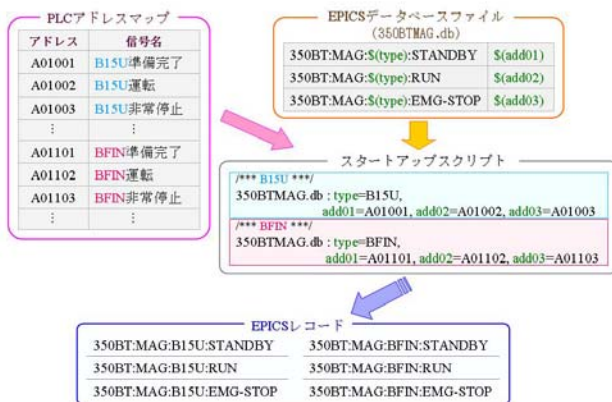 PLCアドレスマップ
アドレス 信号名
A01001 B15U準備完了
A01002 B15U運転
A01003 B15U非常停止
⋮ ⋮
A01101 BFIN準備完了
A01102 BFIN運転
A01103 BFIN非常停止
⋮ ⋮
EPICSデータベースファイル
(350BTMAG.db)
350BT:MAG:$(type):STANDBY $(add01)
350BT:MAG:$(type):RUN $(add02)
350BT:MAG:$(type):EMG-STOP $(add03)
スタートアップスクリプト
/*** B15U ***/
350BTMAG.db : type=B15U,
add01=A01001, add02=A01002, add03=A01003
/*** BFIN ***/
350BTMAG.db : type=BFIN,
add01=A01101, add02=A01102, add03=A01103
EPICSレコード
350BT:MAG:B15U:STANDBY 350BT:MAG:BFIN:STANDBY
350BT:MAG:B15U:RUN 350BT:MAG:BFIN:RUN
350BT:MAG:B15U:EMG-STOP 350BT:MAG:BFIN:EMG-STOP